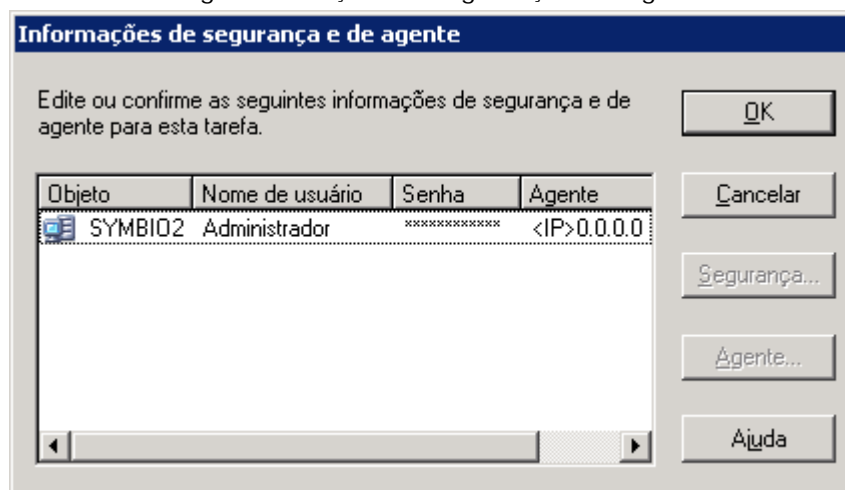 Informações de segurança e de agente
Edite ou confirme as seguintes informações de segurança e de
agente para esta tarefa.
OK
Objeto Nome de usuário Senha Agente
SYMBIO2 Administrador ************ <IP>0.0.0.0
Cancelar
Segurança...
Agente...
Ajuda